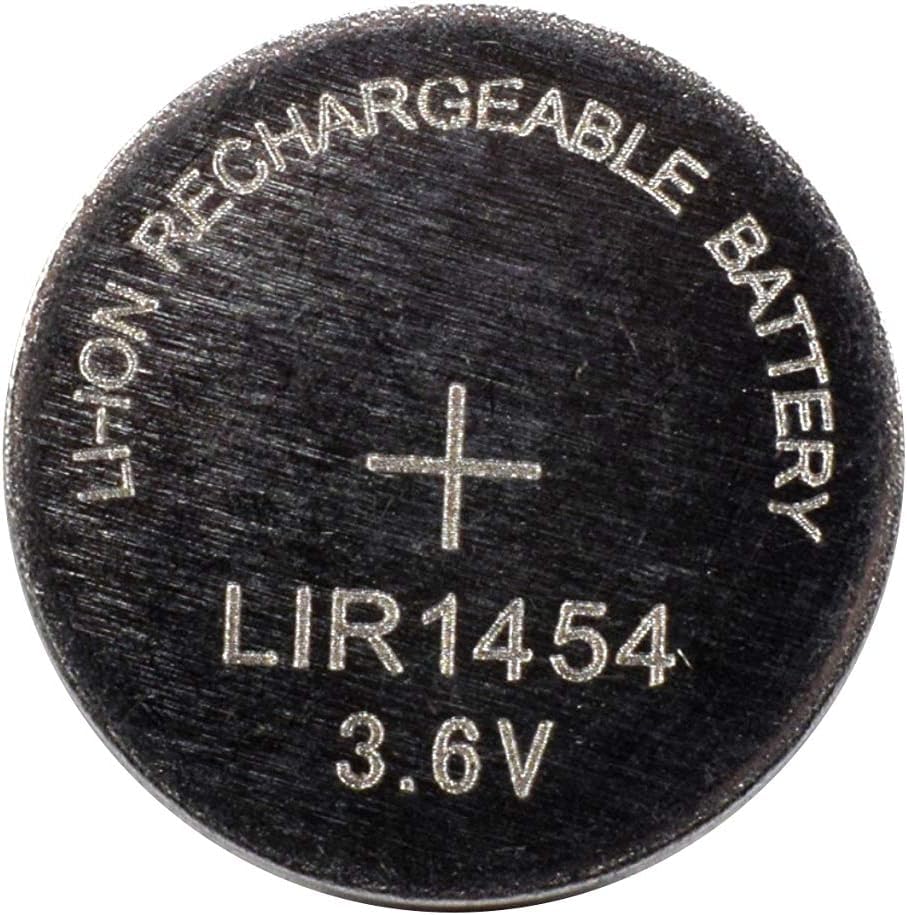 LI-ION RECHARGEABLE BATTERY
+
LIR1454
3.6V